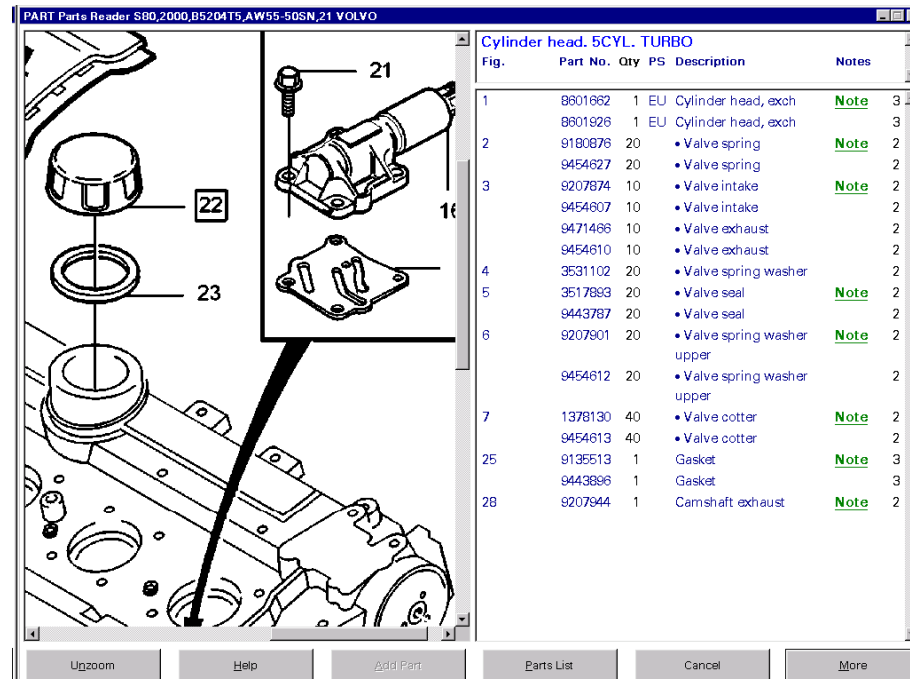 PART Parts Reader S80,2000,B5204T5,AW55-50SN,21 VOLVO
21
22
16
23
Cylinder head. 5CYL. TURBO
Fig. Part No. Qty PS Description Notes
1 8601662 1 EU Cylinder head, exch Note 3
8601926 1 EU Cylinder head, exch 3
2 9180876 20 • Valve spring Note 2
9454627 20 • Valve spring 2
3 9207874 10 • Valve intake Note 2
9454607 10 • Valve intake 2
9471466 10 • Valve exhaust 2
9454610 10 • Valve exhaust 2
4 3531102 20 • Valve spring washer 2
5 3517893 20 • Valve seal Note 2
9443787 20 • Valve seal 2
6 9207901 20 • Valve spring washer Note 2
upper
9454612 20 • Valve spring washer 2
upper
7 1378130 40 • Valve cotter Note 2
9454613 40 • Valve cotter 2
25 9135513 1 Gasket Note 3
9443896 1 Gasket 3
28 9207944 1 Camshaft exhaust Note 2
Unzoom Help Add Part Parts List Cancel More